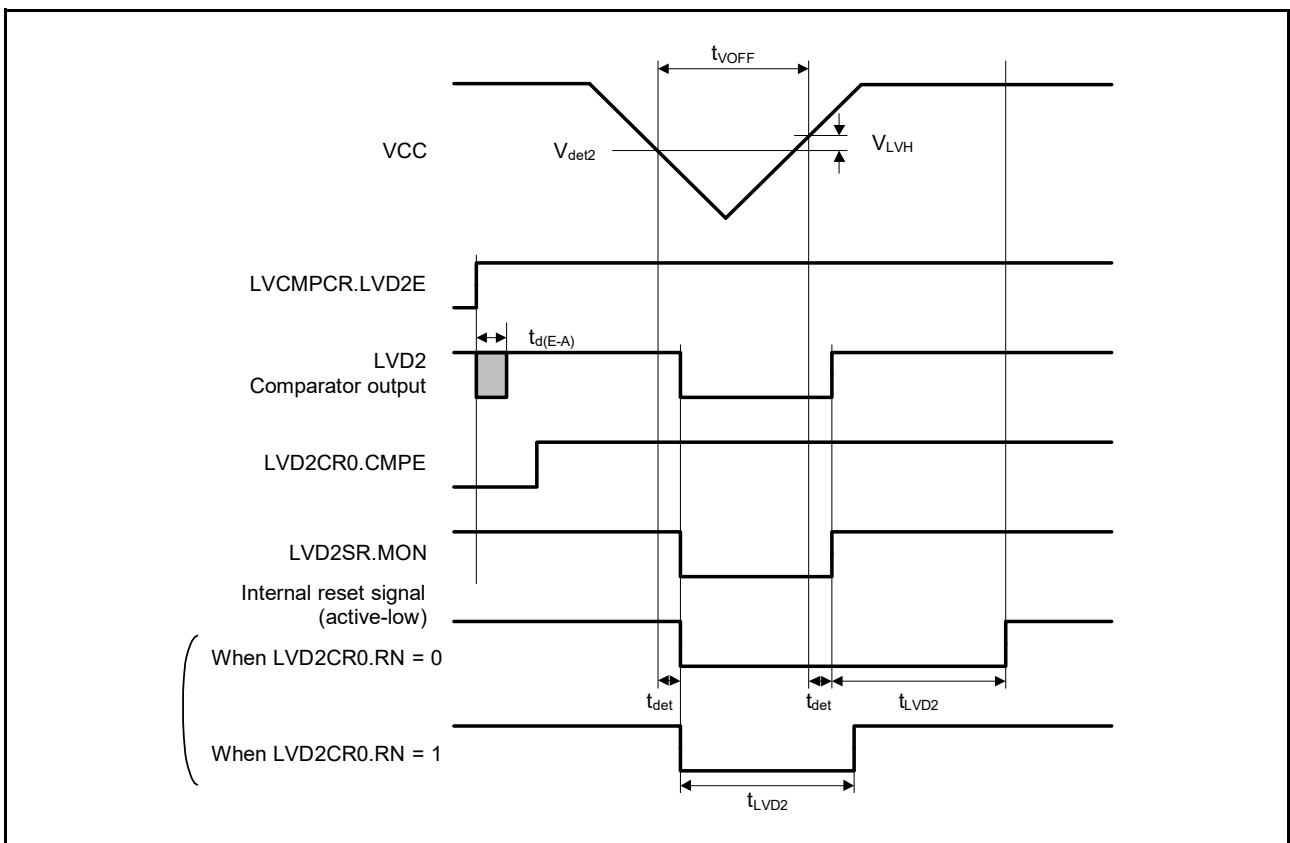 tVOFF
VCC
Vdet2
VLVH
LVCMPCR.LVD2E
td(E-A)
LVD2
Comparator output
LVD2CR0.CMPE
LVD2SR.MON
Internal reset signal
(active-low)
When LVD2CR0.RN = 0
tdet
tdet
tLVD2
When LVD2CR0.RN = 1
tLVD2